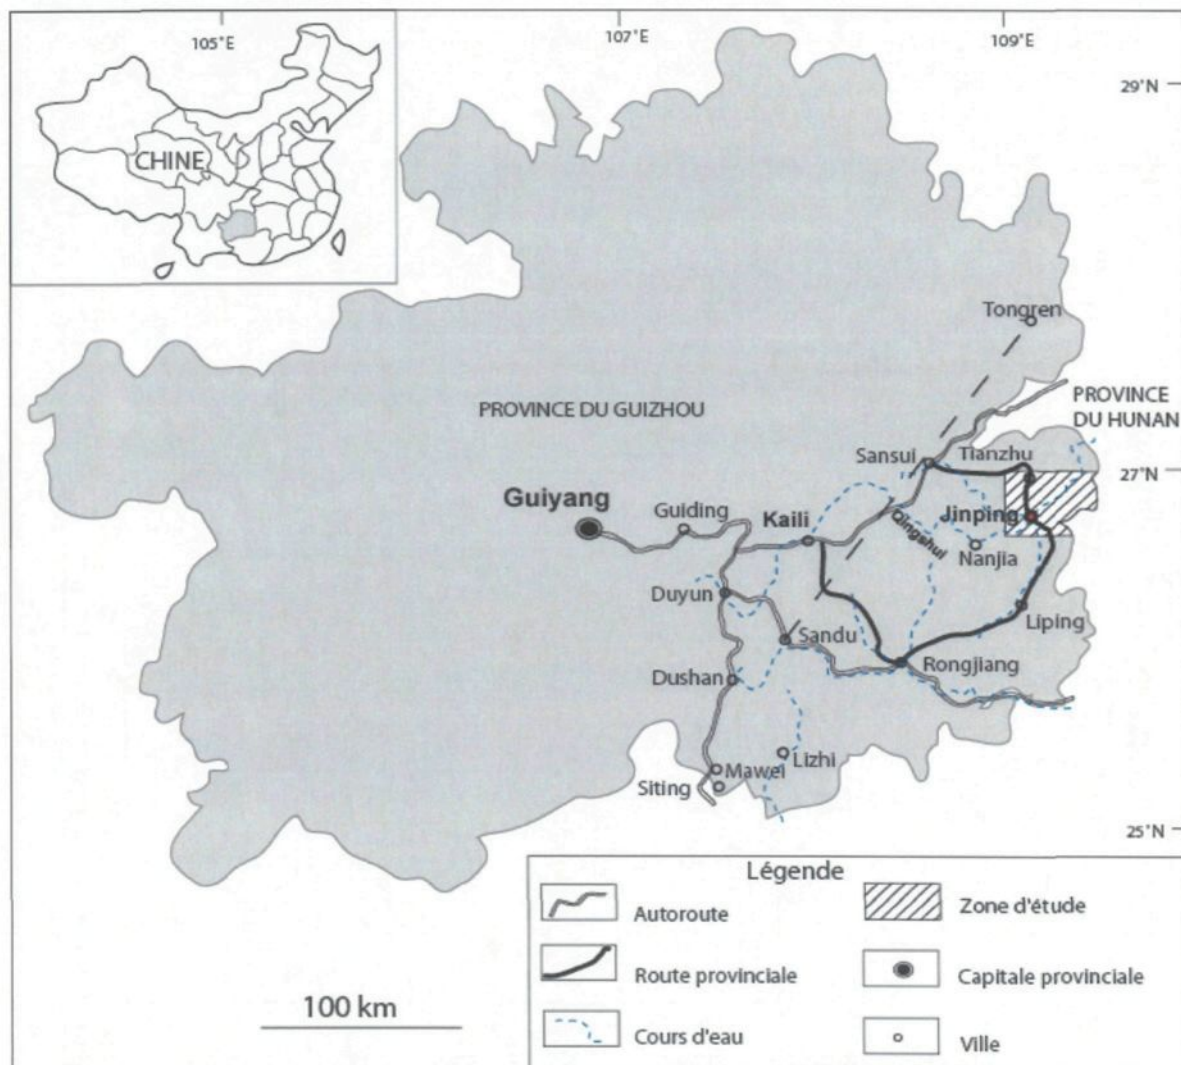 105°E
107°E
109°E
29°N
CHINE
Tongren
PROVINCE DU GUIZHOU
PROVINCE
DU HUNAN
Sansui
Tianzhu
27°N
Guiyang
Guiding
Kaili
Qingshui
Jinping
Nanjia
Duyun
Liping
Sandu
Rongjiang
Dushan
Lizhi
Mawei
Siting
25°N
Légende
Autoroute
Zone d'étude
Route provinciale
Capitale provinciale
100 km
Cours d'eau
Ville